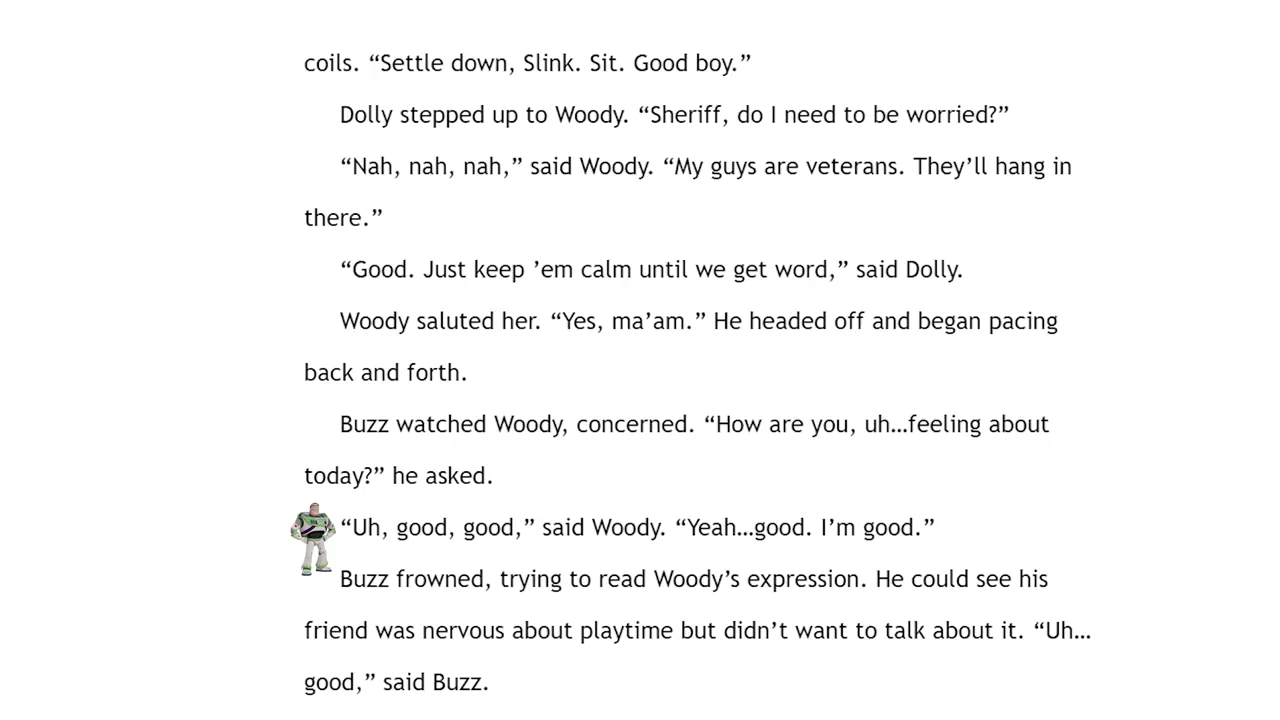 coils. “Settle down, Slink. Sit. Good boy.”
Dolly stepped up to Woody. “Sheriff, do I need to be worried?”
“Nah, nah, nah,” said Woody. “My guys are veterans. They’ll hang in
there.”
“Good. Just keep ’em calm until we get word,” said Dolly.
Woody saluted her. “Yes, ma’am.” He headed off and began pacing
back and forth.
Buzz watched Woody, concerned. “How are you, uh…feeling about
today?” he asked.
“Uh, good, good,” said Woody. “Yeah…good. I’m good.”
Buzz frowned, trying to read Woody’s expression. He could see his
friend was nervous about playtime but didn’t want to talk about it. “Uh…
good,” said Buzz.